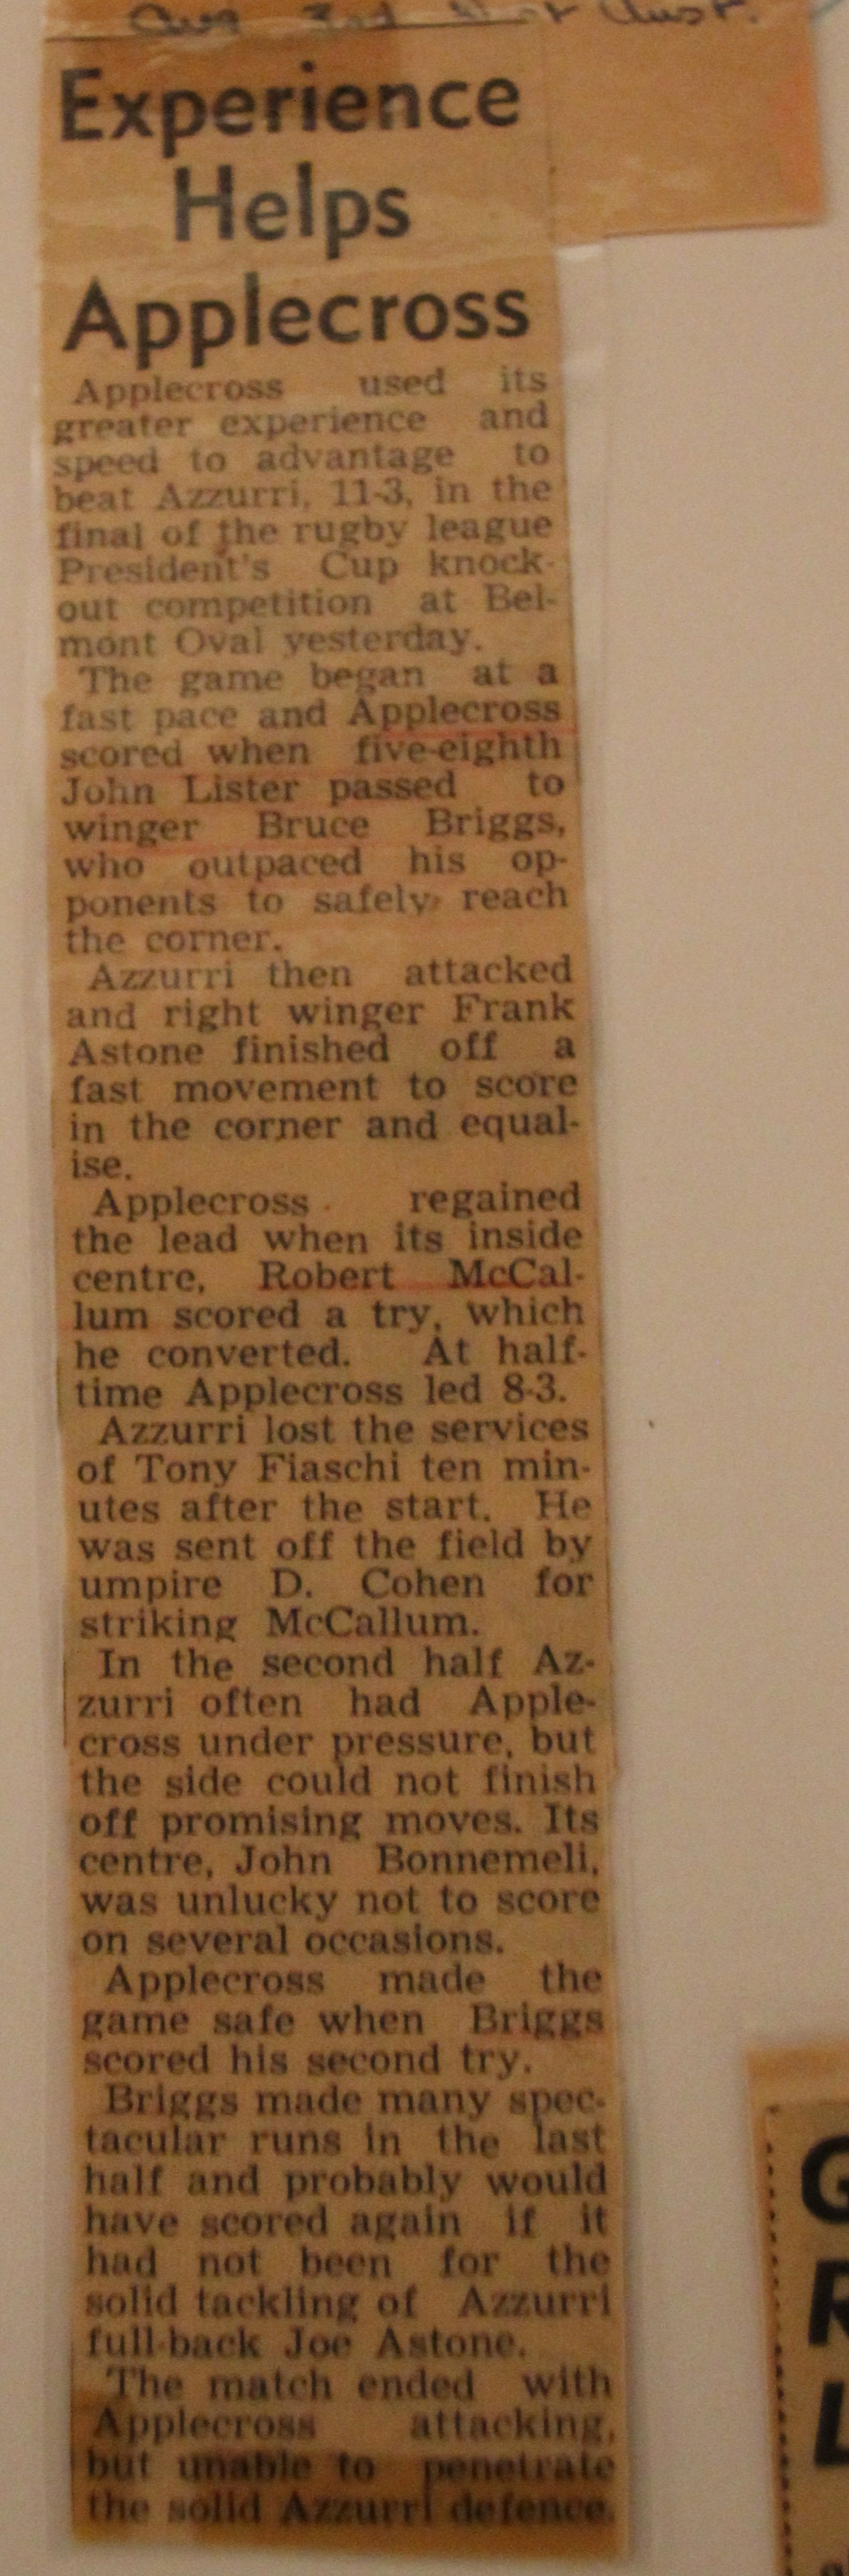 Aug 3rd West Aust.
Experience
Helps
Applecross
Applecross used its
greater experience and
speed to advantage to
beat Azzurri, 11-3, in the
final of the rugby league
President's Cup knock-
out competition at Bel-
mont Oval yesterday.
The game began at a
fast pace and Applecross
scored when five-eighth
John Lister passed to
winger Bruce Briggs,
who outpaced his op-
ponents to safely reach
the corner.
Azzurri then attacked
and right winger Frank
Astone finished off a
fast movement to score
in the corner and equal-
ise.
Applecross regained
the lead when its inside
centre, Robert McCal-
lum scored a try, which
he converted. At half-
time Applecross led 8-3.
Azzurri lost the services
of Tony Fiaschi ten min-
utes after the start. He
was sent off the field by
umpire D. Cohen for
striking McCallum.
In the second half Az-
zurri often had Apple-
cross under pressure, but
the side could not finish
off promising moves. Its
centre, John Bonnemeli,
was unlucky not to score
on several occasions.
Applecross made the
game safe when Briggs
scored his second try.
Briggs made many spec-
tacular runs in the last
half and probably would
have scored again if it
had not been for the
solid tackling of Azzurri
full-back Joe Astone.
The match ended with
Applecross attacking,
but unable to penetrate
the solid Azzurri defence.
G
R
L